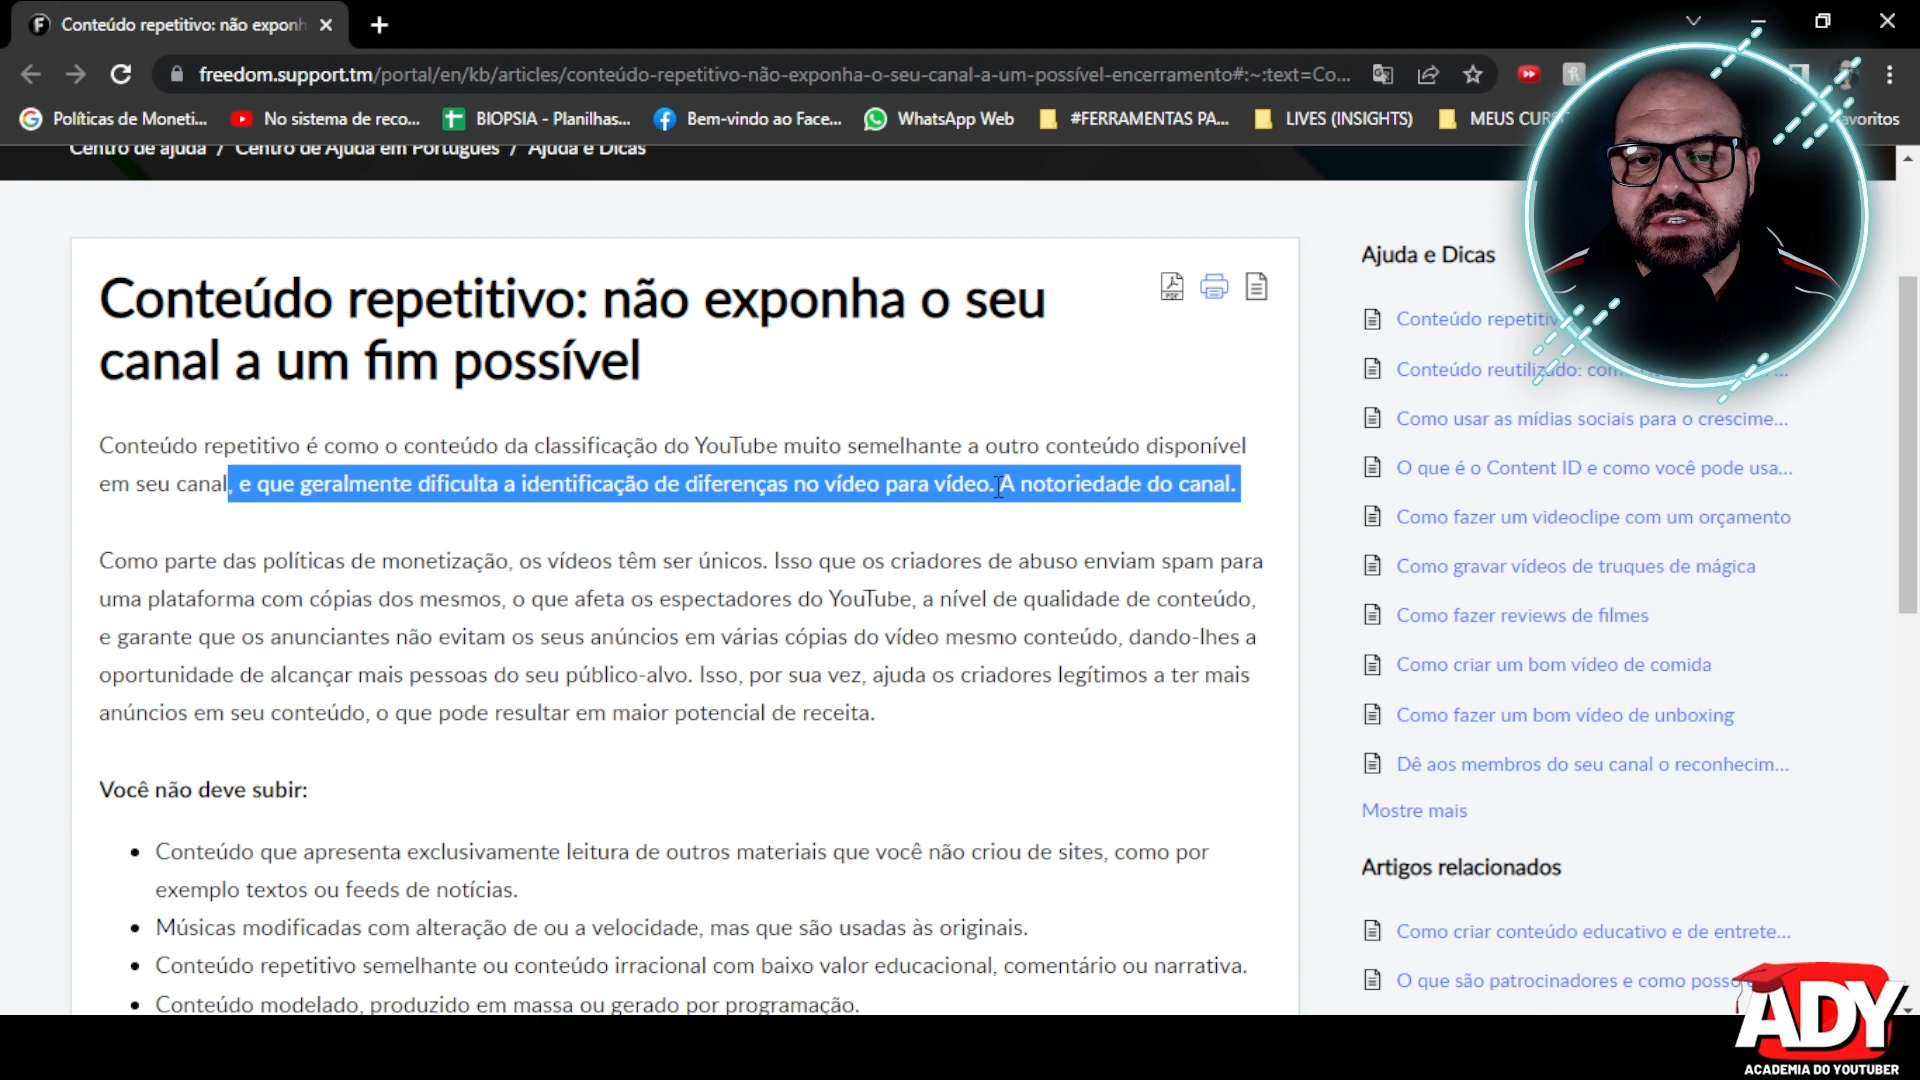 Conteúdo repetitivo: não exponh
freedom.support.tm/portal/en/kb/articles/conteúdo-repetitivo-não-exponha-o-seu-canal-a-um-possível-encerramento#:~:text=Co...
Políticas de Moneti... No sistema de reco... BIOPSIA - Planilhas... Bem-vindo ao Face... WhatsApp Web #FERRAMENTAS PA... LIVES (INSIGHTS) MEUS CUR avoritos
Centro de ajuda / Centro de Ajuda em Português / Ajuda e Dicas
Conteúdo repetitivo: não exponha o seu
canal a um fim possível
Conteúdo repetitivo é como o conteúdo da classificação do YouTube muito semelhante a outro conteúdo disponível
em seu canal, e que geralmente dificulta a identificação de diferenças no vídeo para vídeo. A notoriedade do canal.
Como parte das políticas de monetização, os vídeos têm ser únicos. Isso que os criadores de abuso enviam spam para
uma plataforma com cópias dos mesmos, o que afeta os espectadores do YouTube, a nível de qualidade de conteúdo,
e garante que os anunciantes não evitam os seus anúncios em várias cópias do vídeo mesmo conteúdo, dando-lhes a
oportunidade de alcançar mais pessoas do seu público-alvo. Isso, por sua vez, ajuda os criadores legítimos a ter mais
anúncios em seu conteúdo, o que pode resultar em maior potencial de receita.
Você não deve subir:
Conteúdo que apresenta exclusivamente leitura de outros materiais que você não criou de sites, como por
exemplo textos ou feeds de notícias.
Músicas modificadas com alteração de ou a velocidade, mas que são usadas às originais.
Conteúdo repetitivo semelhante ou conteúdo irracional com baixo valor educacional, comentário ou narrativa.
Conteúdo modelado, produzido em massa ou gerado por programação.
Ajuda e Dicas
Conteúdo repetitiv
Conteúdo reutilizado: com
Como usar as mídias sociais para o crescime...
O que é o Content ID e como você pode usa...
Como fazer um videoclipe com um orçamento
Como gravar vídeos de truques de mágica
Como fazer reviews de filmes
Como criar um bom vídeo de comida
Como fazer um bom vídeo de unboxing
Dê aos membros do seu canal o reconhecim...
Mostre mais
Artigos relacionados
Como criar conteúdo educativo e de entrete...
O que são patrocinadores e como posso
ADY
ACADEMIA DO YOUTUBER